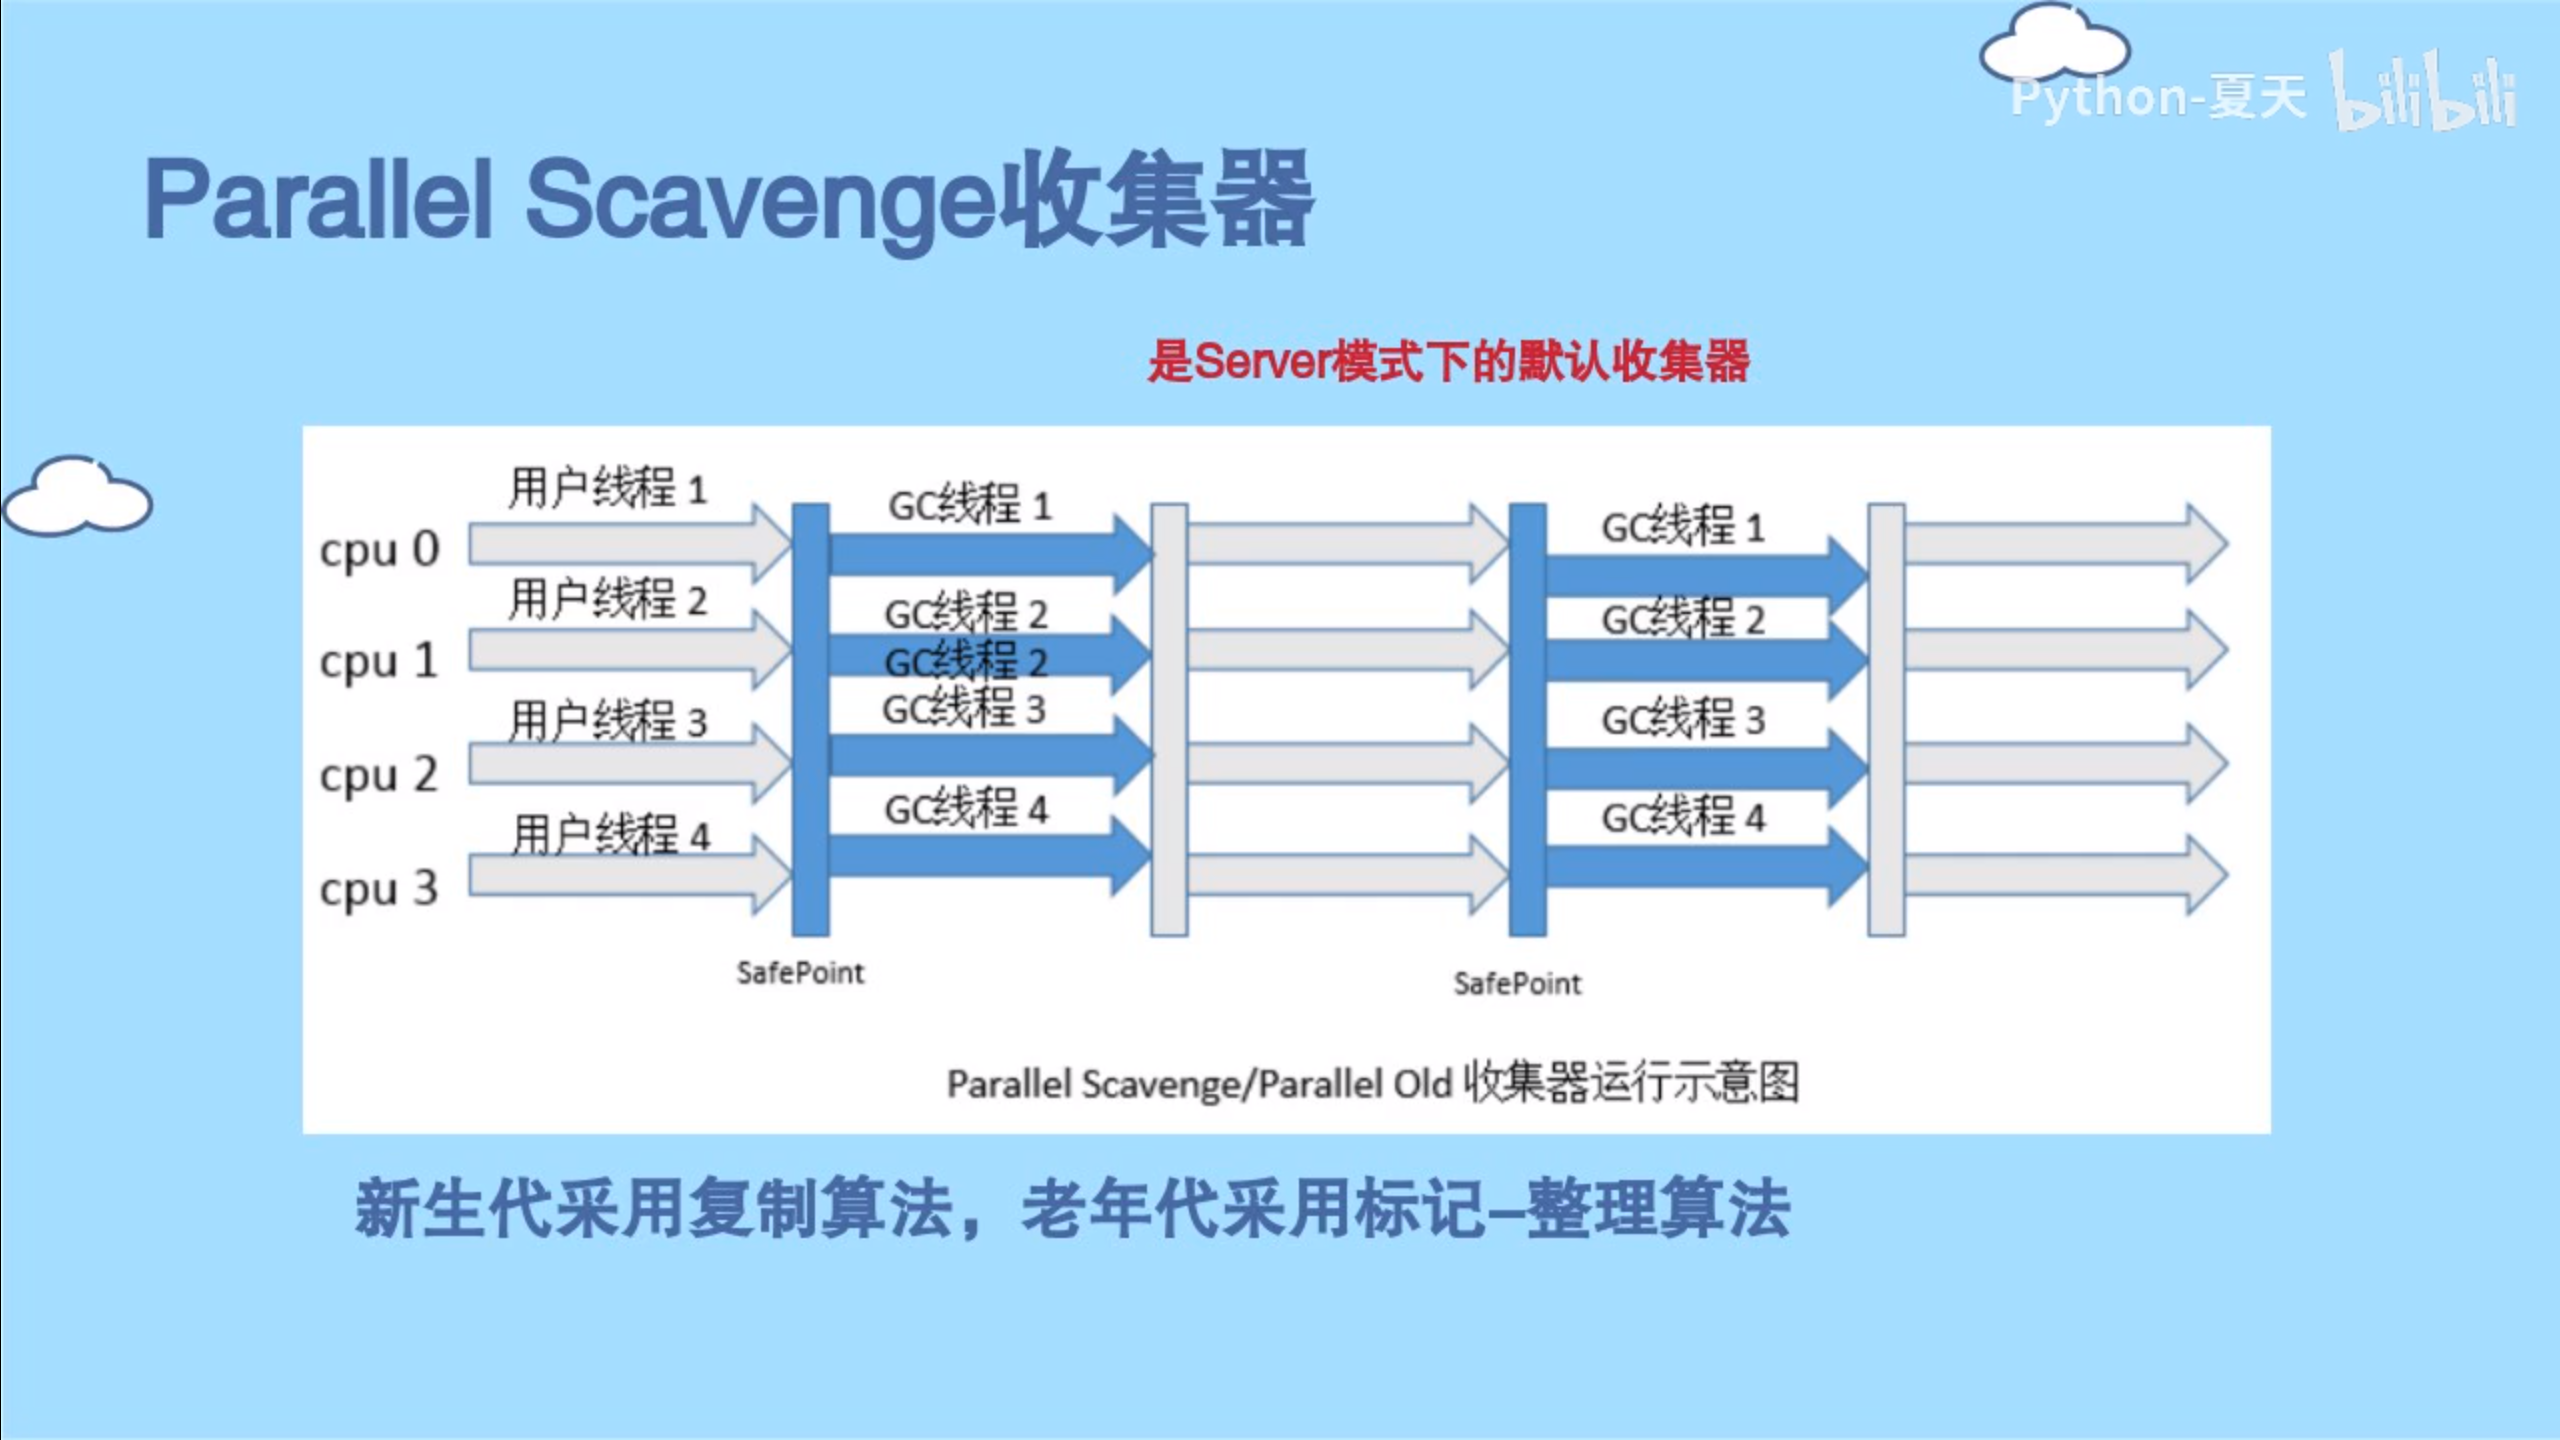 Python-夏天 bilibili
Parallel Scavenge收集器
是Server模式下的默认收集器
用户线程 1
GC线程 1
GC线程 1
cpu 0
用户线程 2
GC线程 2
GC线程 2
cpu 1
GC线程 2
用户线程 3
GC线程 3
GC线程 3
cpu 2
用户线程 4
GC线程 4
GC线程 4
cpu 3
SafePoint
SafePoint
Parallel Scavenge/Parallel Old 收集器运行示意图
新生代采用复制算法，老年代采用标记–整理算法